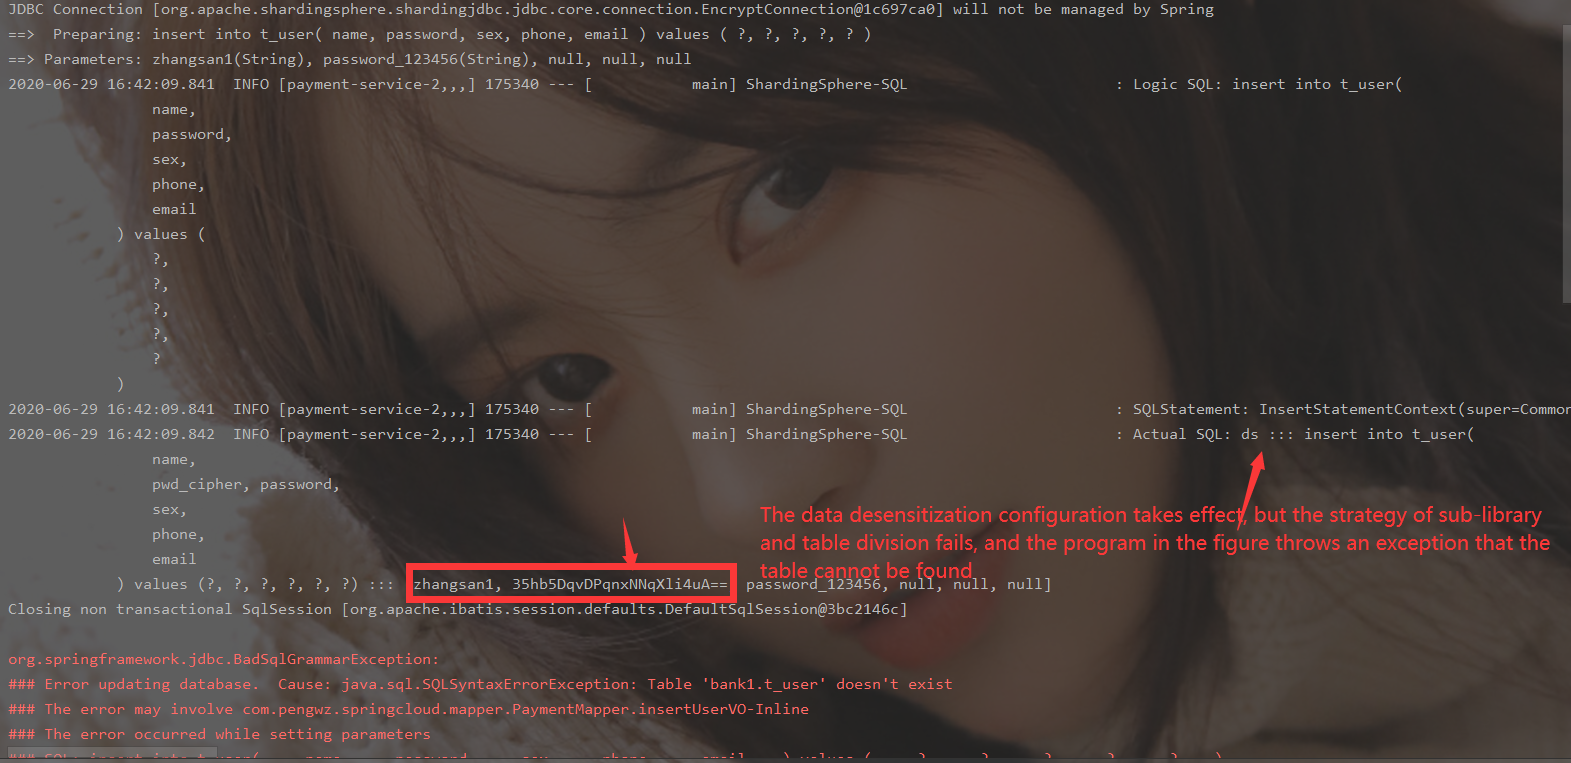 JDBC Connection [org.apache.shardingsphere.shardingjdbc.jdbc.core.connection.EncryptConnection@1c697ca0] will not be managed by Spring
==>  Preparing: insert into t_user( name, password, sex, phone, email ) values ( ?, ?, ?, ?, ? )
==> Parameters: zhangsan1(String), password_123456(String), null, null, null
2020-06-29 16:42:09.841  INFO [payment-service-2,,,] 175340 --- [           main] ShardingSphere-SQL                       : Logic SQL: insert into t_user(
name,
password,
sex,
phone,
email
) values (
?,
?,
?,
?,
?
)
2020-06-29 16:42:09.841  INFO [payment-service-2,,,] 175340 --- [           main] ShardingSphere-SQL                       : SQLStatement: InsertStatementContext(super=Common
2020-06-29 16:42:09.842  INFO [payment-service-2,,,] 175340 --- [           main] ShardingSphere-SQL                       : Actual SQL: ds ::: insert into t_user(
name,
pwd_cipher, password,
sex,
phone,
email
The data desensitization configuration takes effect, but the strategy of sub-library
and table division fails, and the program in the figure throws an exception that the
table cannot be found
) values (?, ?, ?, ?, ?, ?) ::: [zhangsan1, 35hb5DqvDPqnxNNqXli4uA==, password_123456, null, null, null]
Closing non transactional SqlSession [org.apache.ibatis.session.defaults.DefaultSqlSession@3bc2146c]
org.springframework.jdbc.BadSqlGrammarException:
### Error updating database.  Cause: java.sql.SQLSyntaxErrorException: Table 'bank1.t_user' doesn't exist
### The error may involve com.pengwz.springcloud.mapper.PaymentMapper.insertUserVO-Inline
### The error occurred while setting parameters